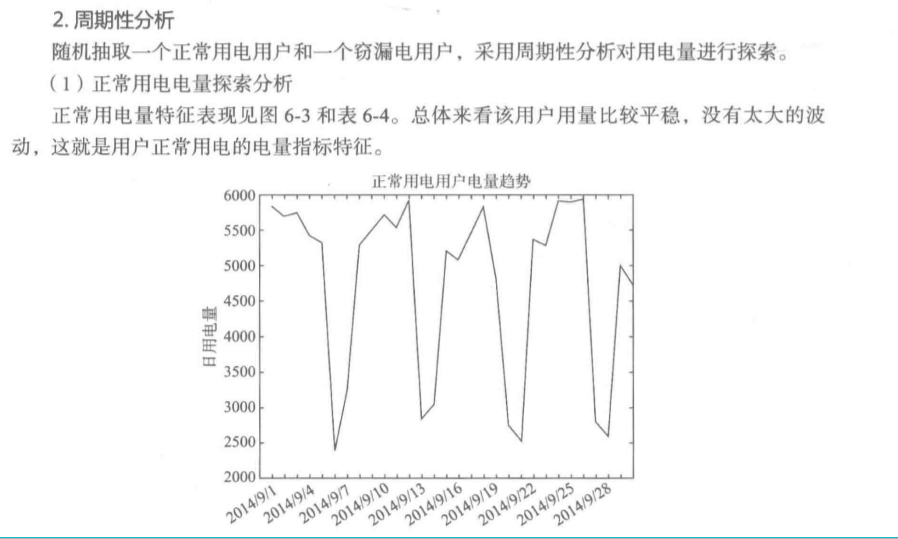 2. 周期性分析
随机抽取一个正常用电用户和一个窃漏电用户，采用周期性分析对用电量进行探索。
（1）正常用电电量探索分析
正常用电量特征表现见图 6-3 和表 6-4。总体来看该用户用量比较平稳，没有太大的波
动，这就是用户正常用电的电量指标特征。
正常用电用户电量趋势
6000
5500
5000
4500
4000
3500
3000
2500
2000
日用电量
2014/9/1
2014/9/4
2014/9/7
2014/9/10
2014/9/13
2014/9/16
2014/9/19
2014/9/22
2014/9/25
2014/9/28